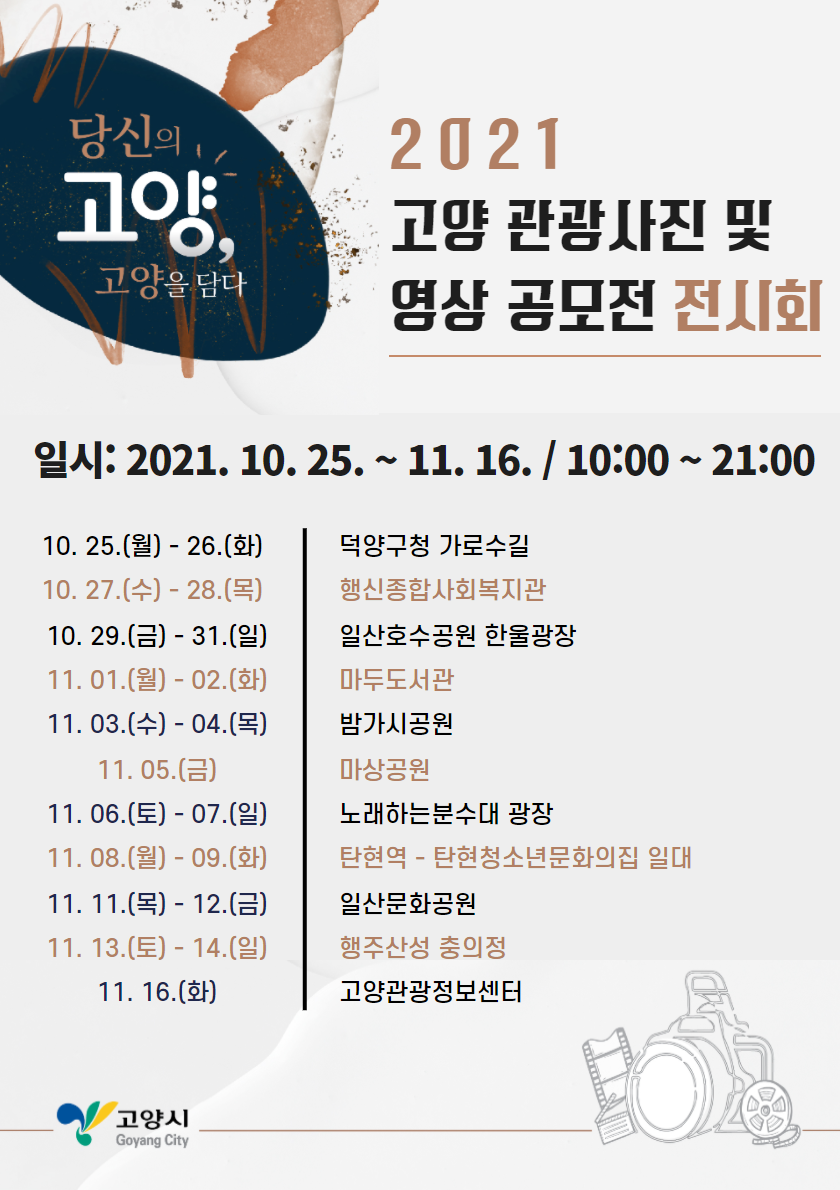 당신의
고양,
고양을 담다
2021
고양 관광사진 및
영상 공모전 전시회
일시: 2021. 10. 25. ~ 11. 16. / 10:00 ~ 21:00
10. 25.(월) - 26.(화) 덕양구청 가로수길
10. 27.(수) - 28.(목) 행신종합사회복지관
10. 29.(금) - 31.(일) 일산호수공원 한울광장
11. 01.(월) - 02.(화) 마두도서관
11. 03.(수) - 04.(목) 밤가시공원
11. 05.(금) 마상공원
11. 06.(토) - 07.(일) 노래하는분수대 광장
11. 08.(월) - 09.(화) 탄현역 - 탄현청소년문화의집 일대
11. 11.(목) - 12.(금) 일산문화공원
11. 13.(토) - 14.(일) 행주산성 충의정
11. 16.(화) 고양관광정보센터
고양시
Goyang City